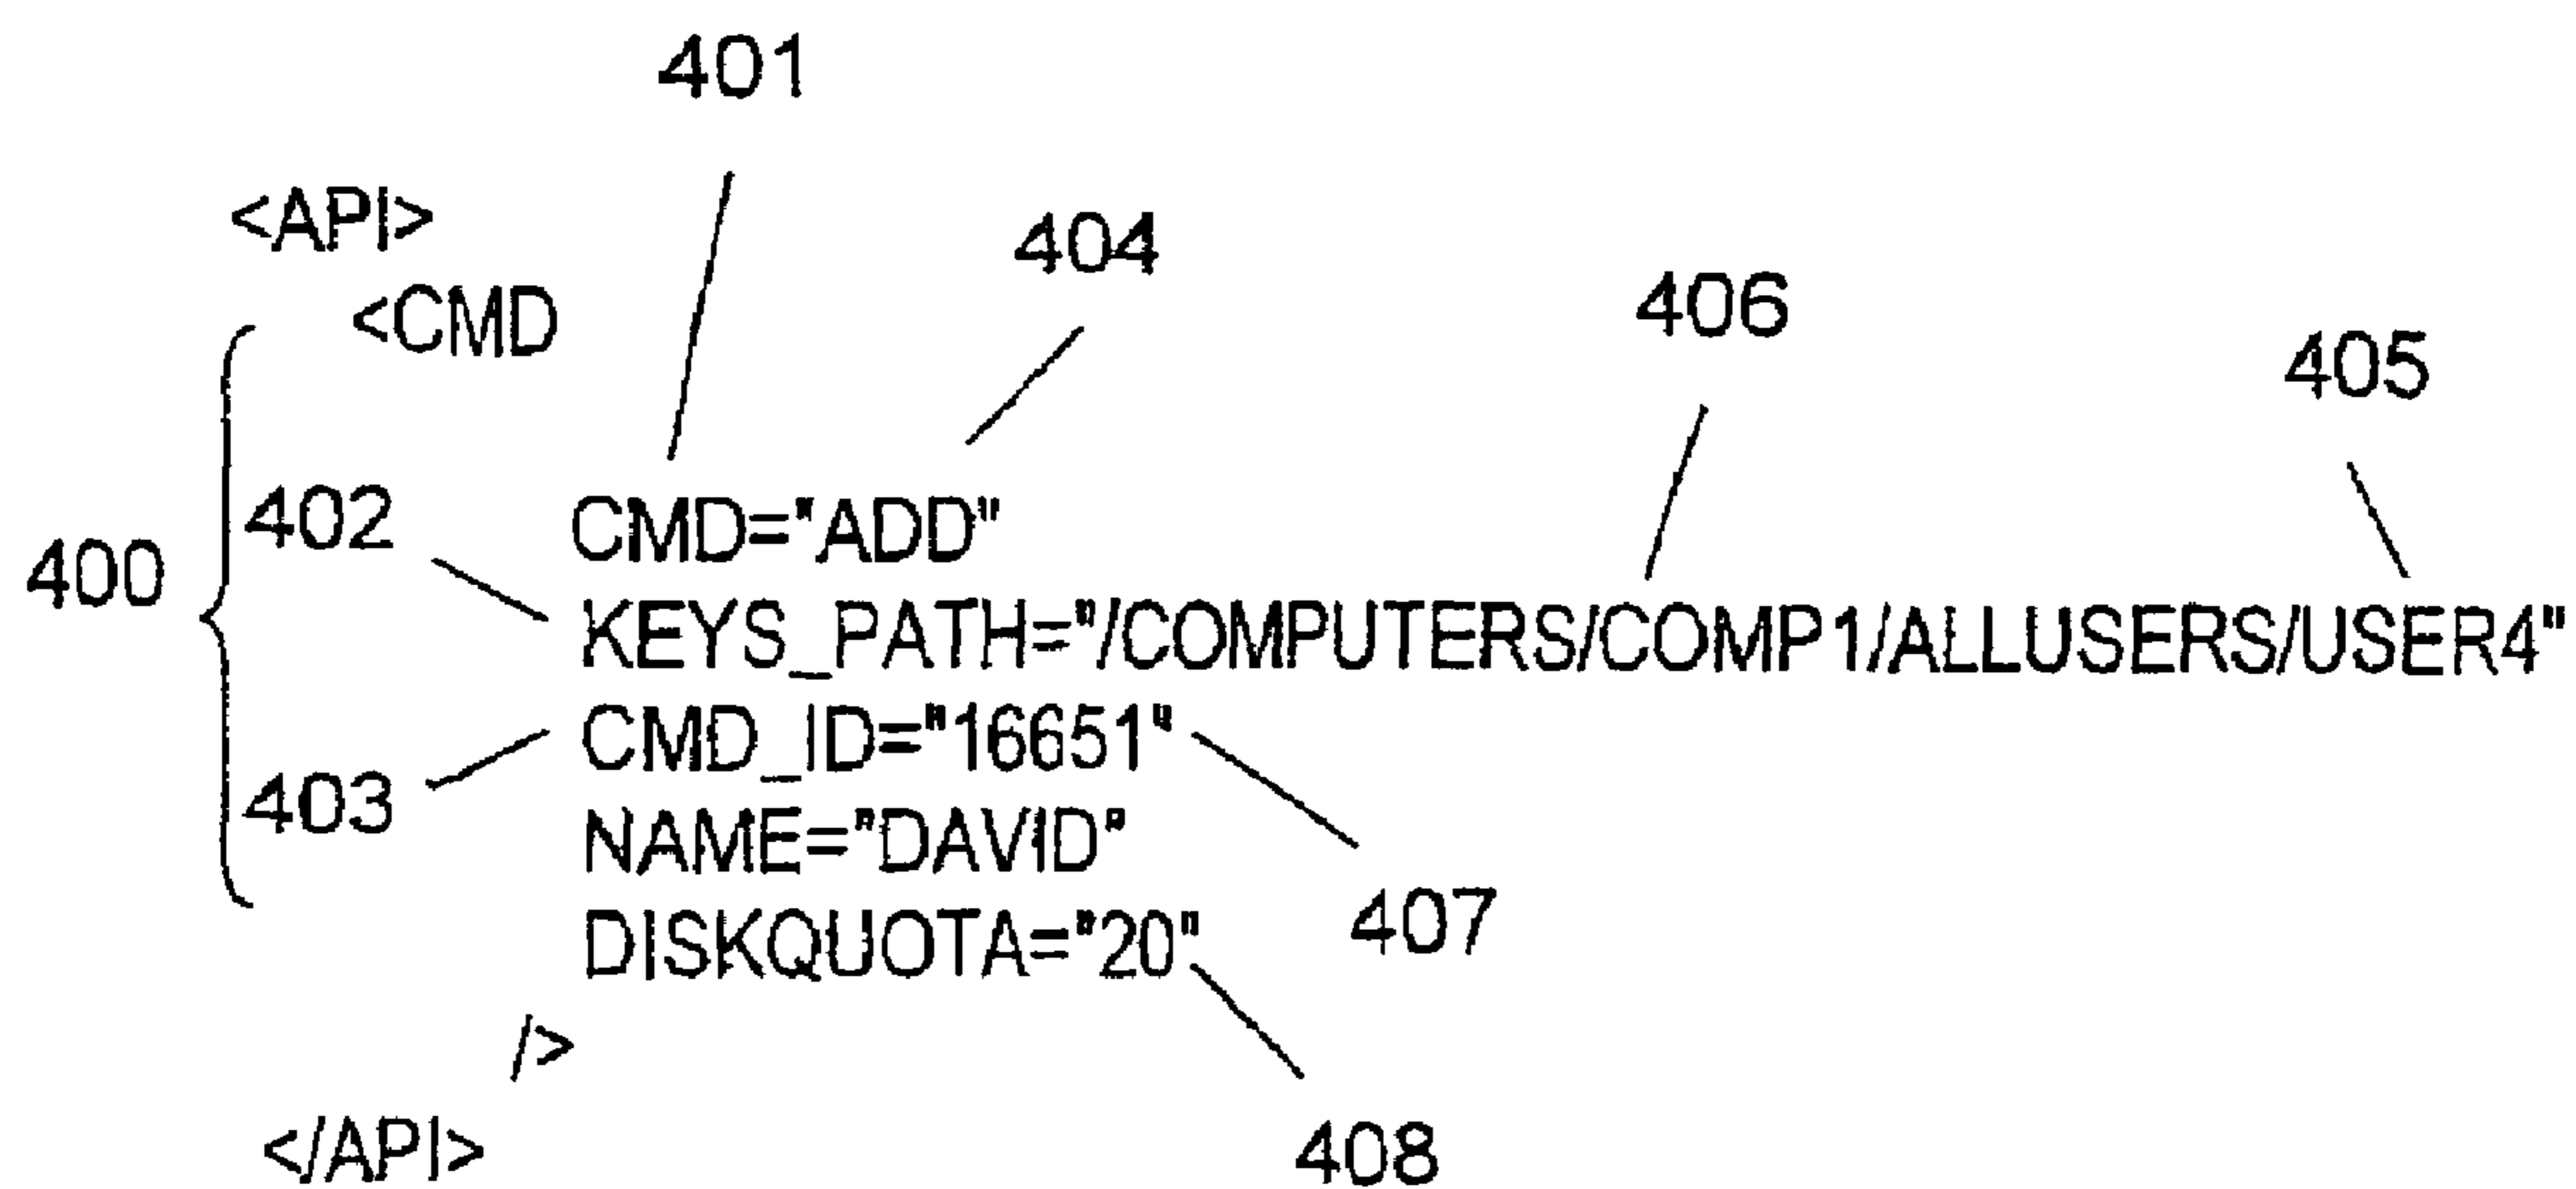 401
<API>
404
<CMD
406
405
402
CMD="ADD"
400
KEYS_PATH="/COMPUTERS/COMP1/ALLUSERS/USER4"
CMD_ID="16651"
403
NAME="DAVID"
407
DISKQUOTA="20"
/>
</API>
408